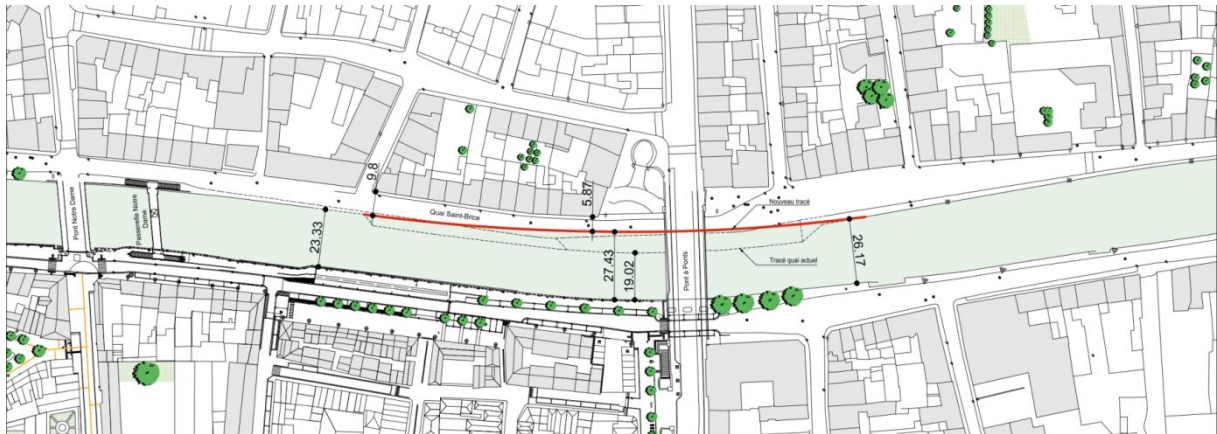 9.8
5.87
Nouveau tracé
Quai Saint-Brice
Pont Notre Dame
Passerelle Notre
Dame
23.33
27.43
19.02
Pont à Ponts
Tracé quai actuel
26.17